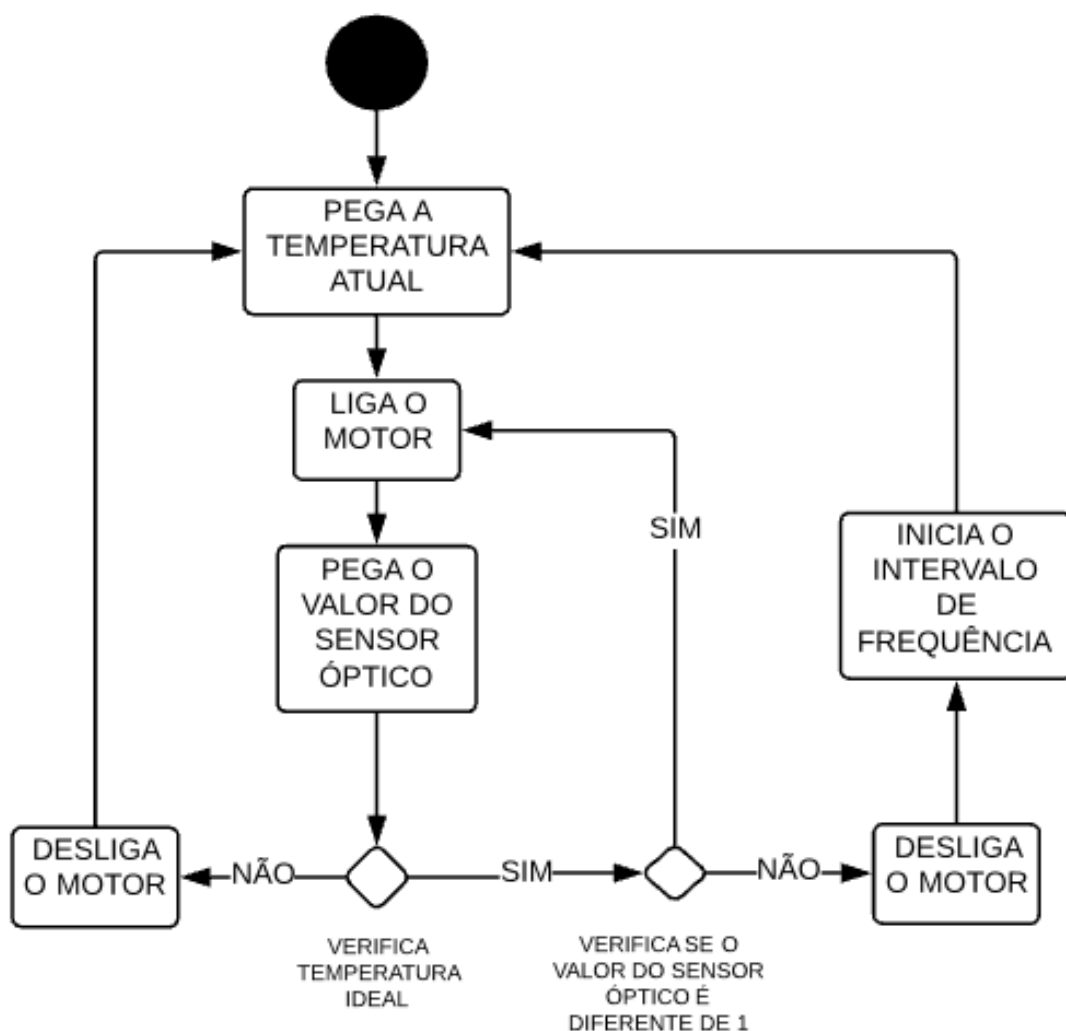 PEGA A
TEMPERATURA
ATUAL
LIGA O
MOTOR
SIM
PEGA O
VALOR DO
SENSOR
ÓPTICO
INICIA O
INTERVALO
DE
FREQUÊNCIA
DESLIGA
O MOTOR
NÃO
SIM
NÃO
DESLIGA
O MOTOR
VERIFICA
TEMPERATURA
IDEAL
VERIFICA SE O
VALOR DO SENSOR
ÓPTICO É
DIFERENTE DE 1